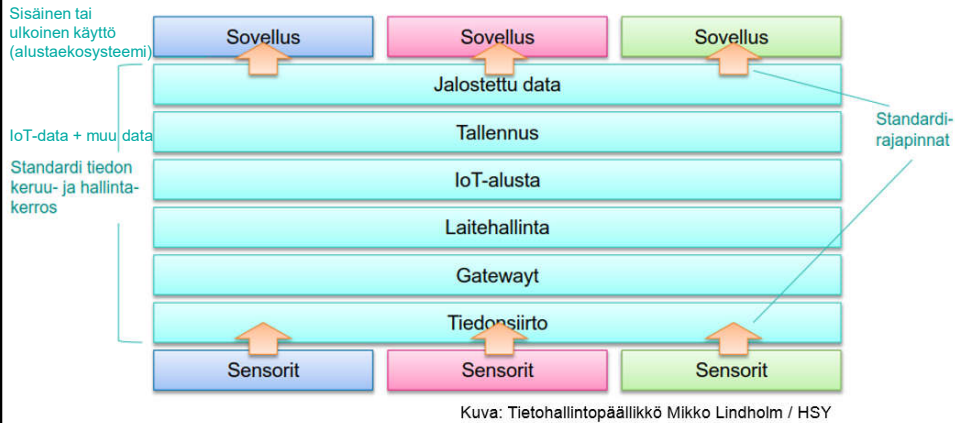 Sisäinen tai
ulkoinen käyttö
(alustaekosysteemi)
Sovellus
Sovellus
Sovellus
Jalostettu data
IoT-data + muu data
Tallennus
Standardi-
rajapinnat
Standardi tiedon
keruu- ja hallinta-
kerros
IoT-alusta
Laitehallinta
Gatewayt
Tiedonsiirto
Sensorit
Sensorit
Sensorit
Kuva: Tietohallintopäällikkö Mikko Lindholm / HSY